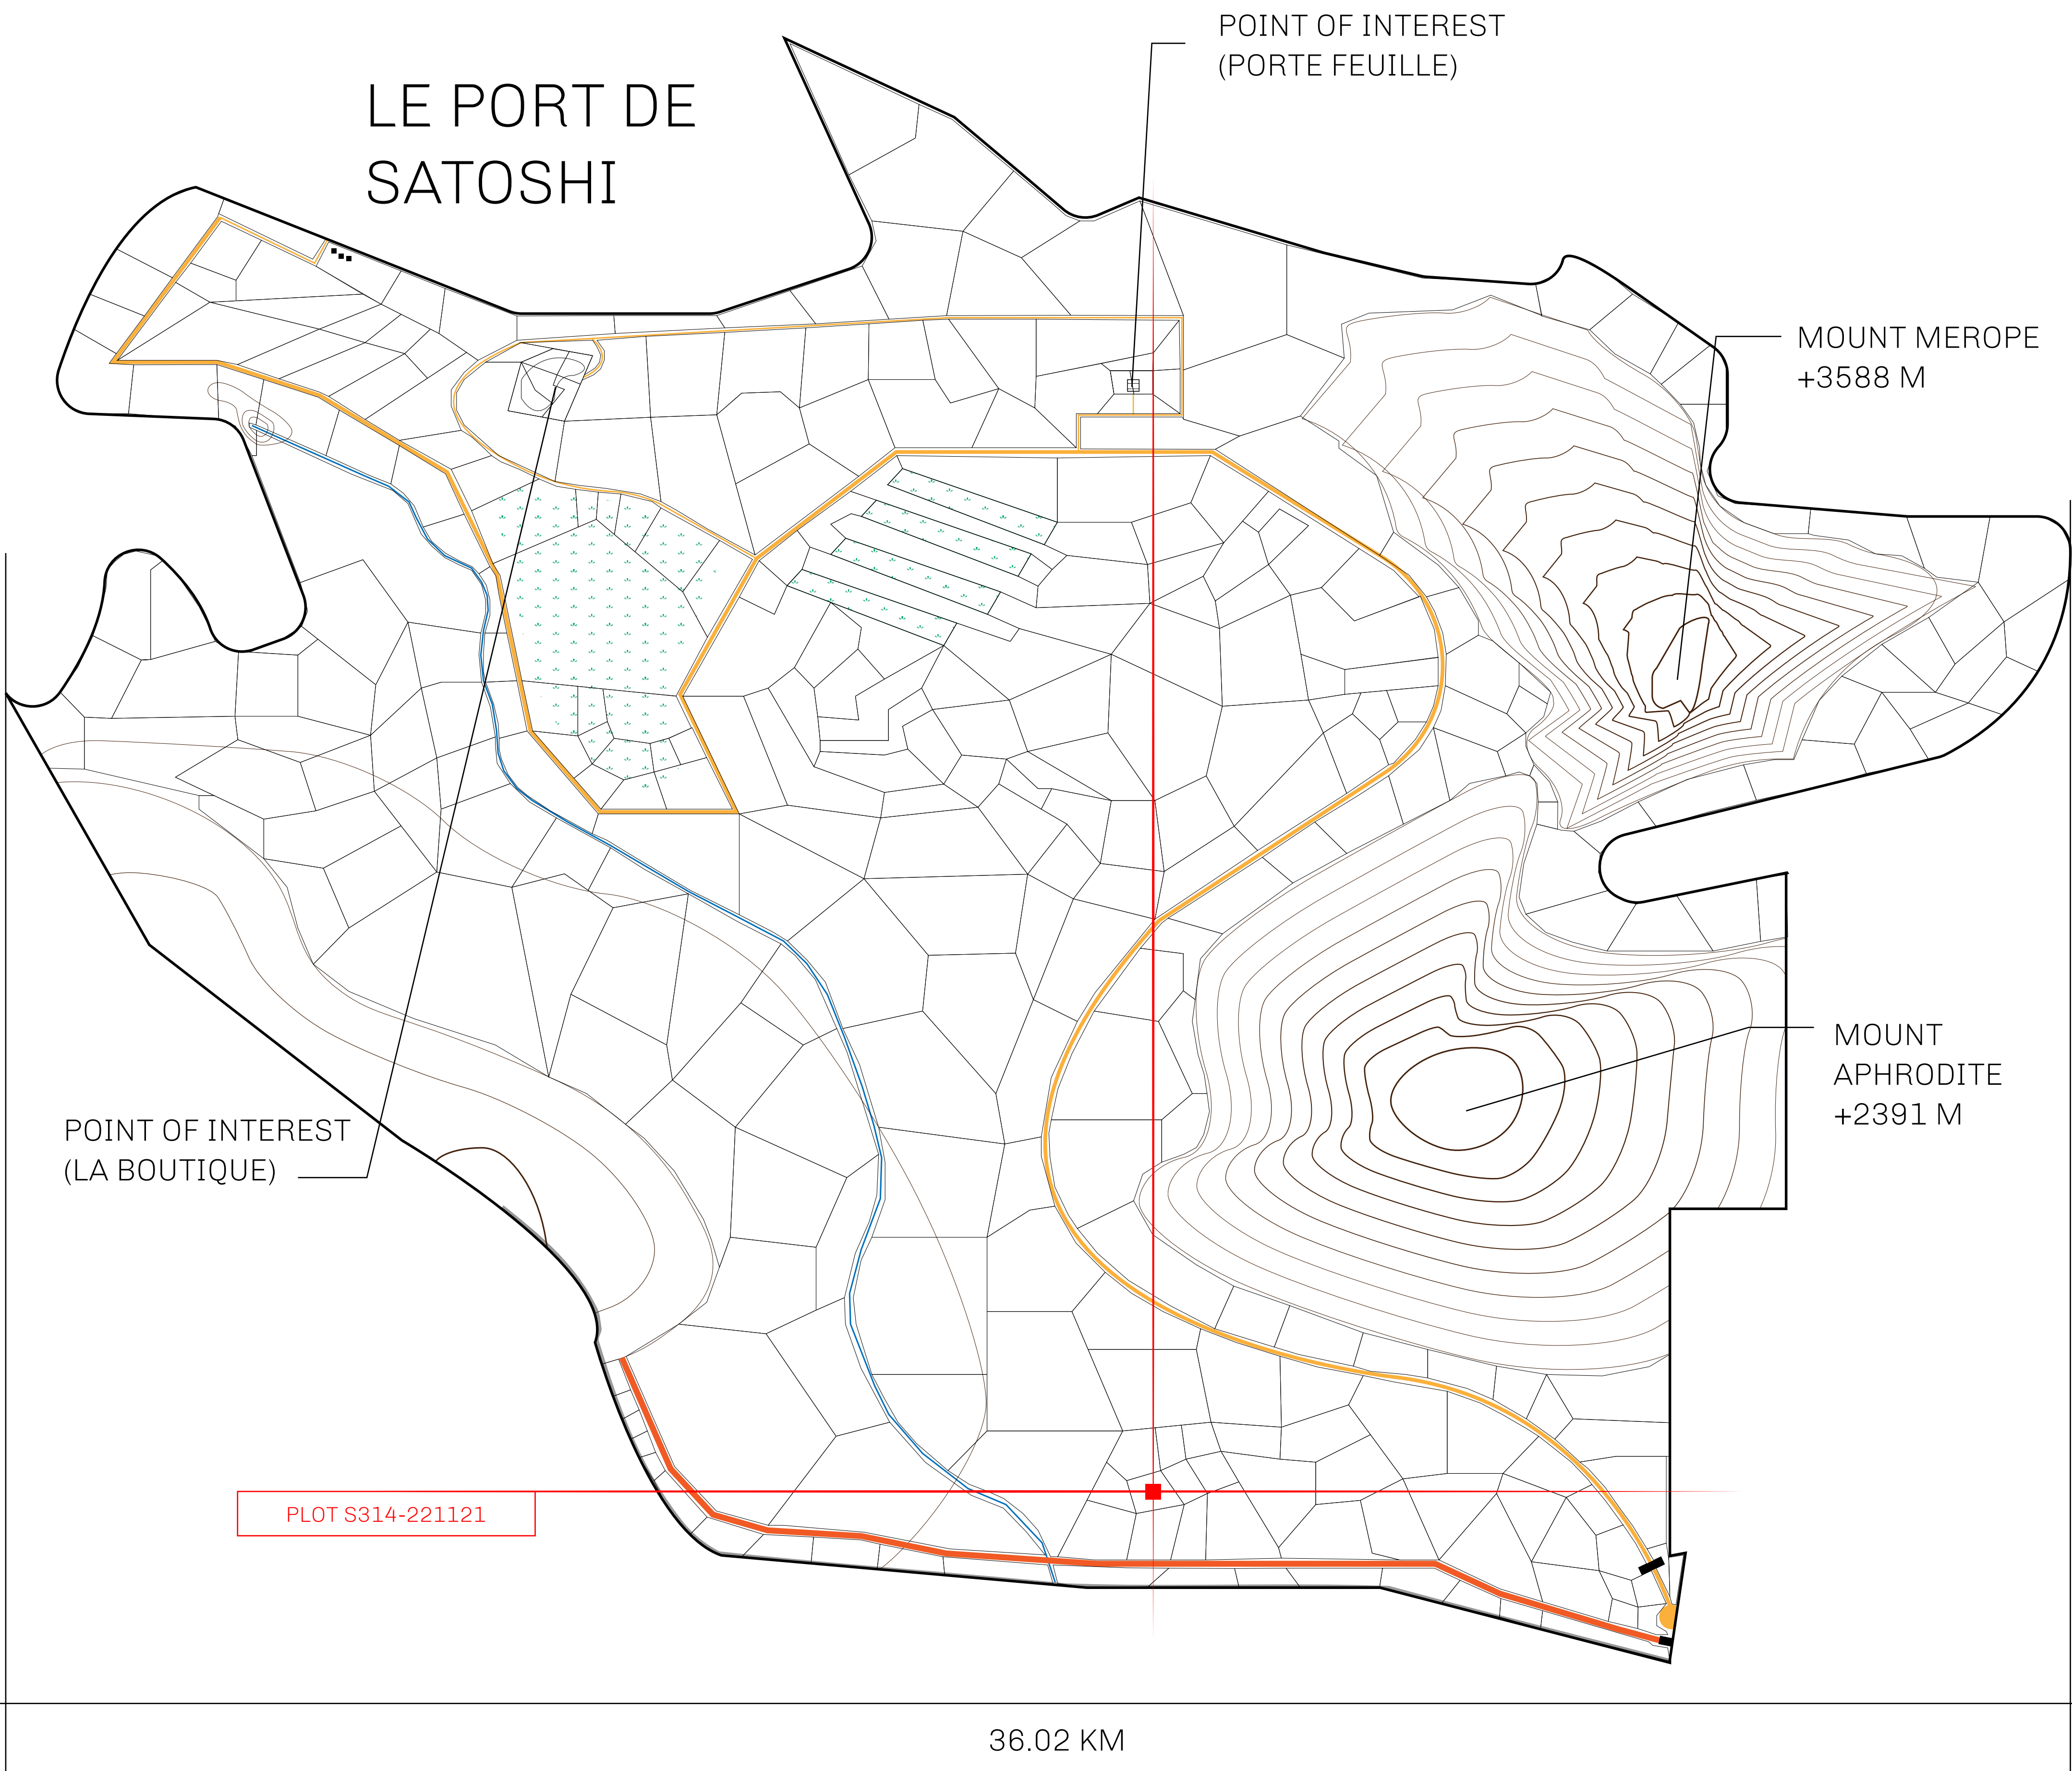 POINT OF INTEREST
(PORTE FEUILLE)
LE PORT DE
SATOSHI
MOUNT MEROPE
+3588 M
MOUNT
APHRODITE
+2391 M
POINT OF INTEREST
(LA BOUTIQUE)
PLOT S314-221121
36.02 KM